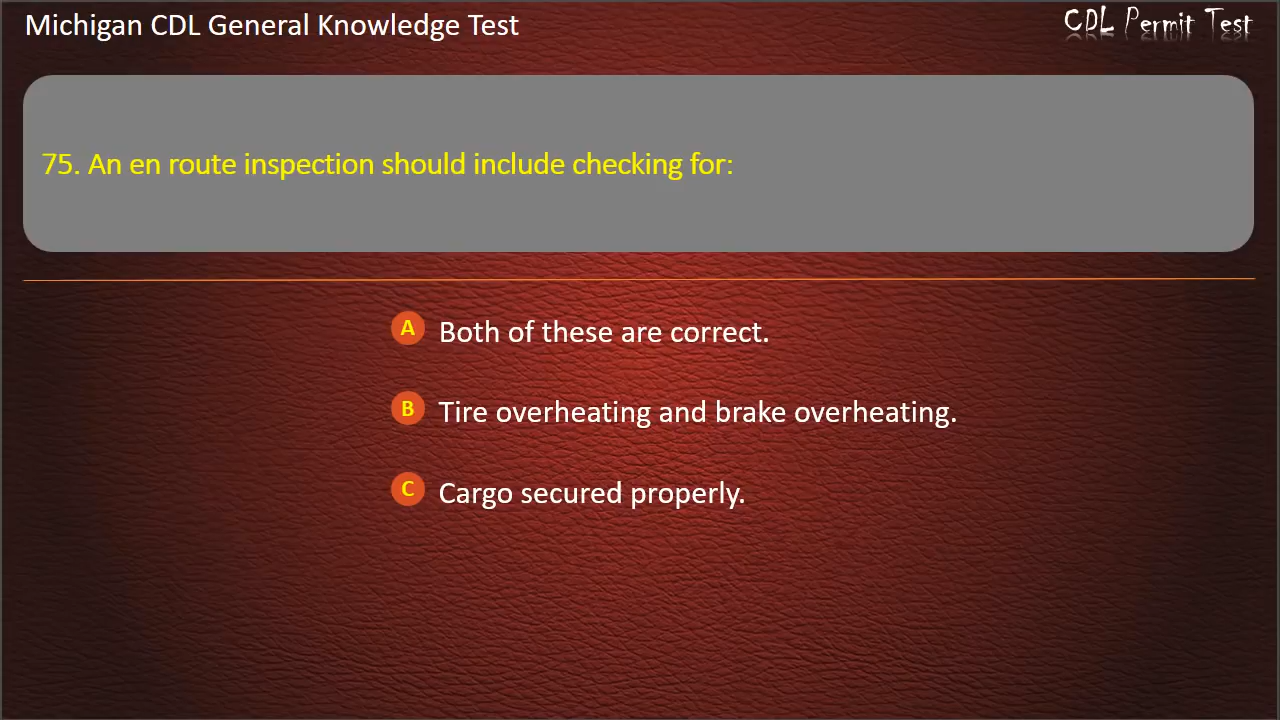 Michigan CDL General Knowledge Test
CDL Permit Test
75. An en route inspection should include checking for:
A Both of these are correct.
B Tire overheating and brake overheating.
C Cargo secured properly.